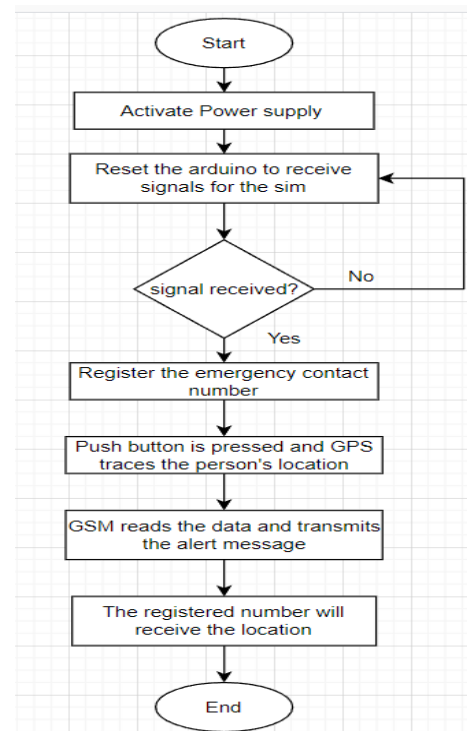 Start
Activate Power supply
Reset the arduino to receive
signals for the sim
signal received?
No
Yes
Register the emergency contact
number
Push button is pressed and GPS
traces the person's location
GSM reads the data and transmits
the alert message
The registered number will
receive the location
End